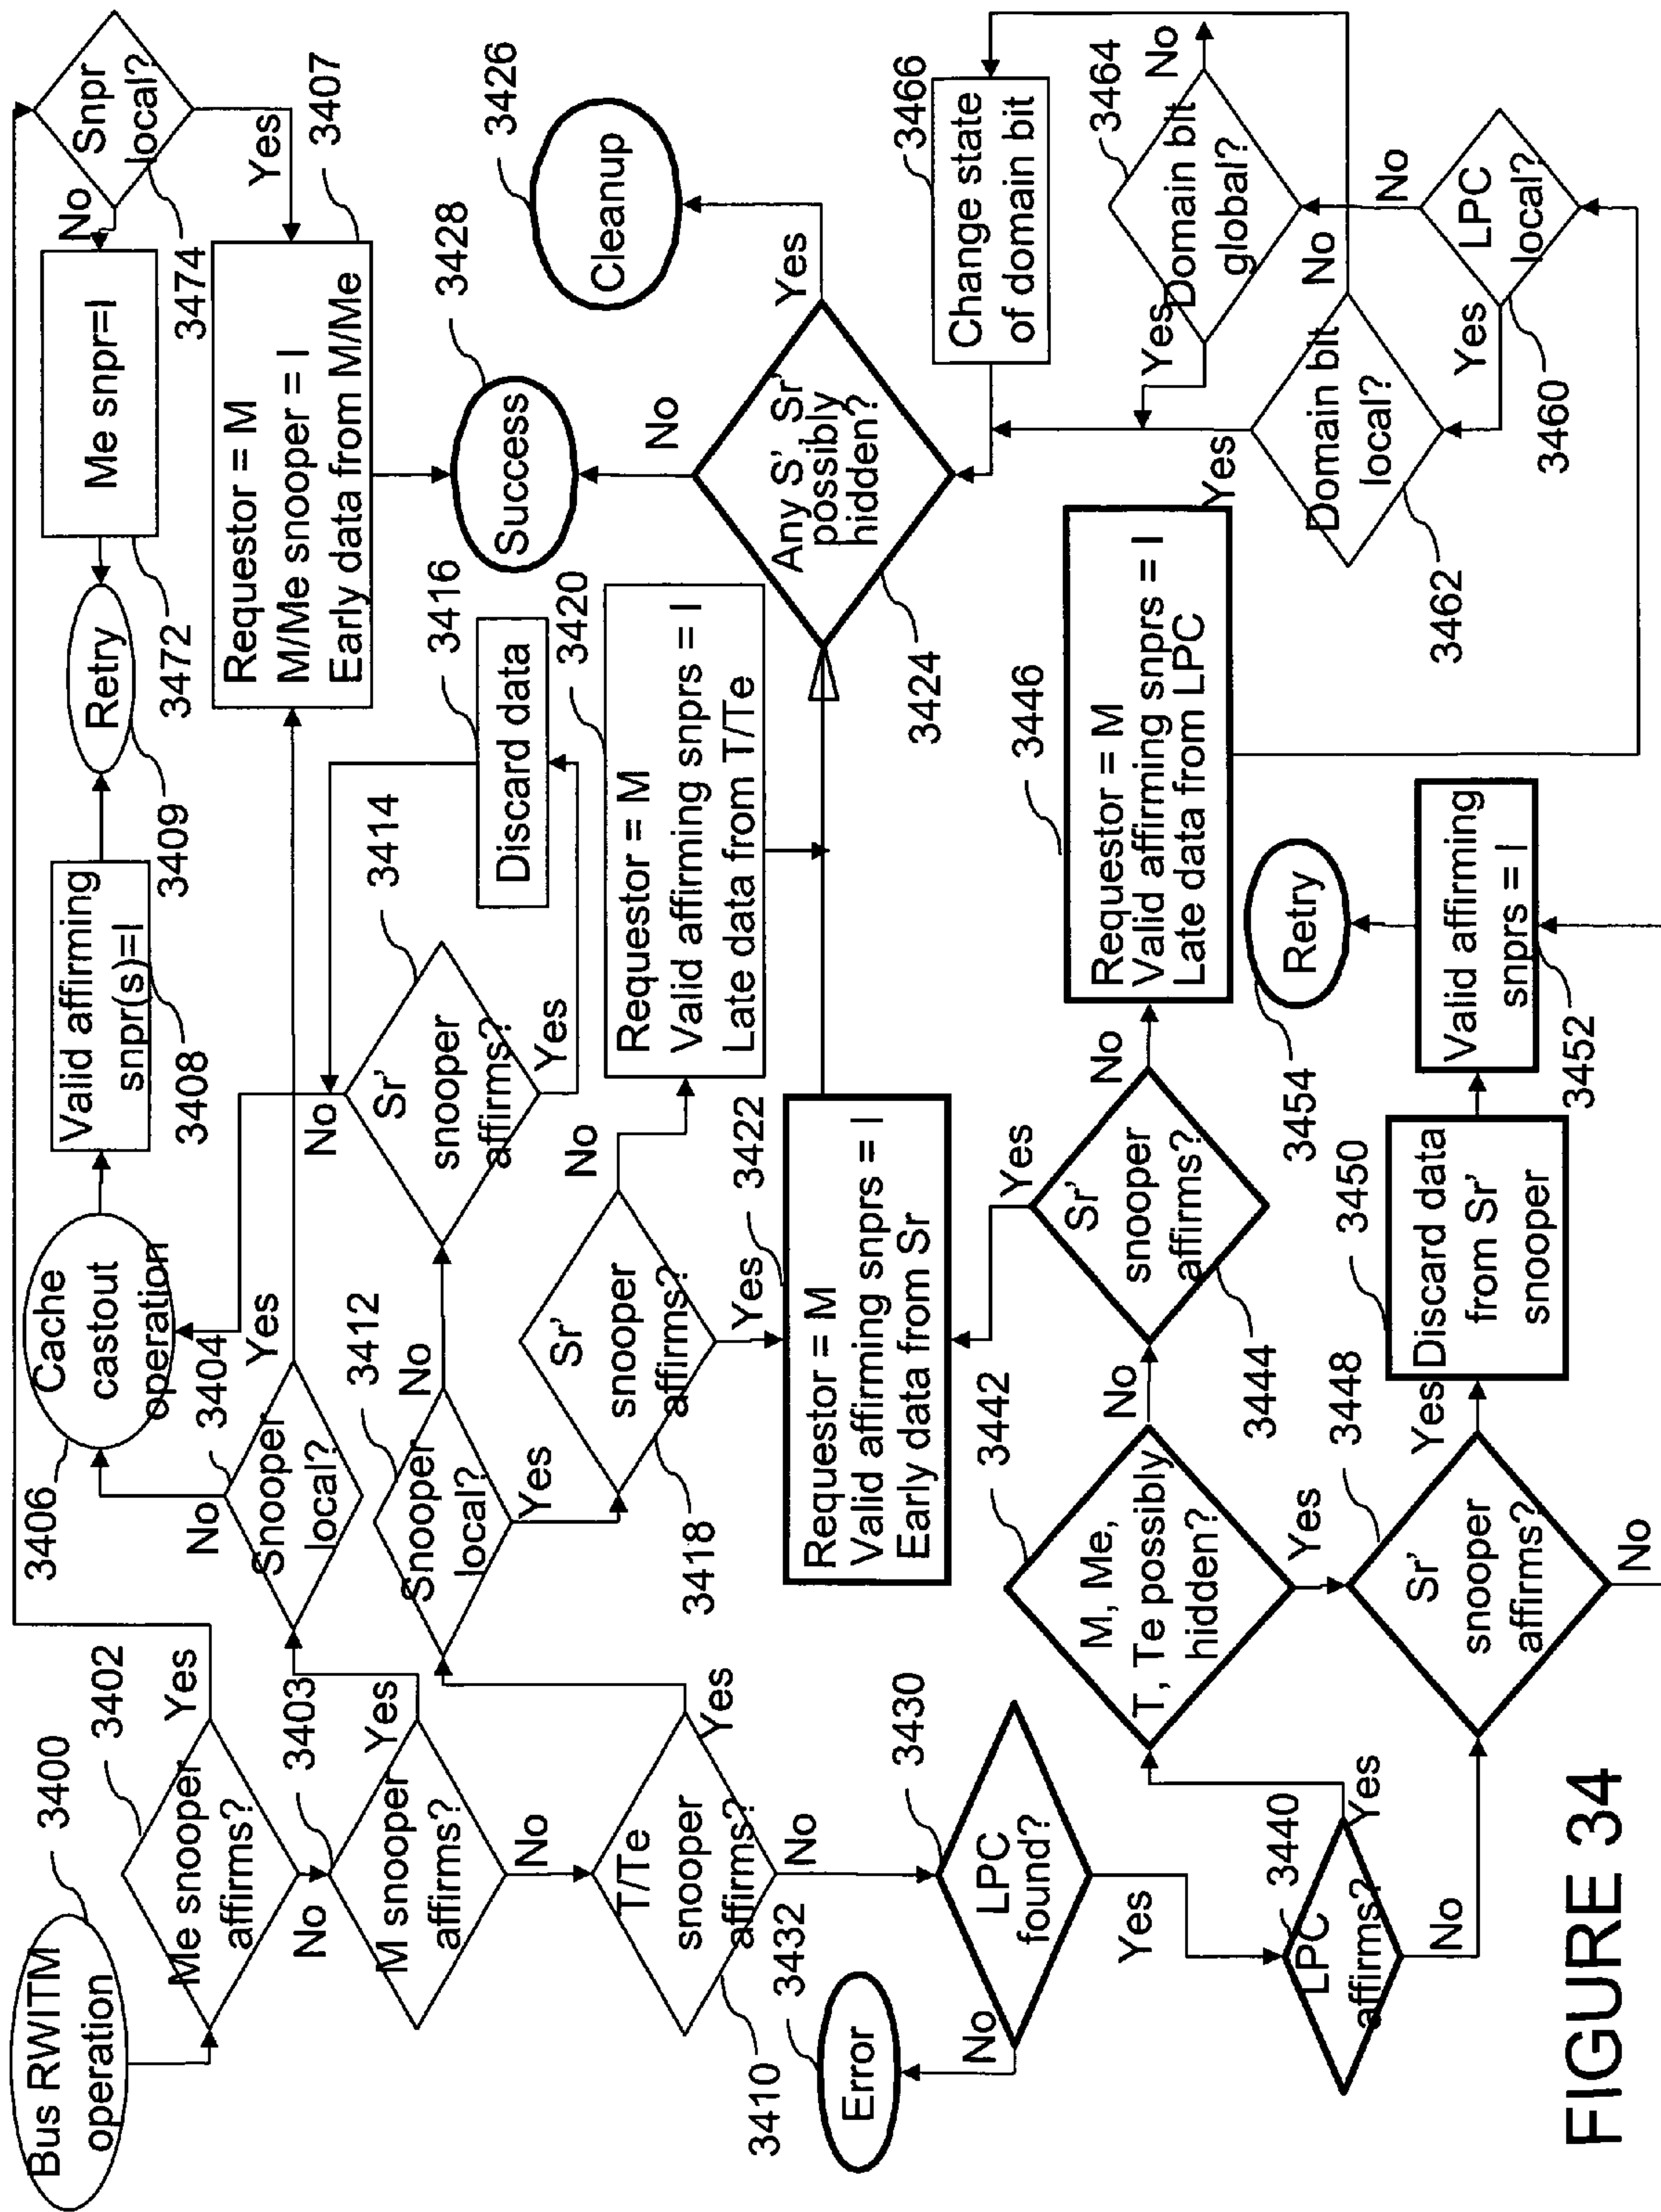 Bus RWITM
operation
3400
Me snooper
affirms?
3402
Yes
No
M snooper
affirms?
3403
Yes
No
T/Te
snooper
affirms?
3410
Yes
No
Snooper
local?
3404
No
Yes
Cache
castout
operation
3406
Valid affirming
snpr(s)=I
3408
Retry
3409
Me snpr=I
3472
Snpr
local?
3474
No
Yes
Requestor = M
M/Me snooper = I
Early data from M/Me
3407
Snooper
local?
3412
No
Yes
Sr'
snooper
affirms?
3414
No
Yes
Discard data
3416
Sr'
snooper
affirms?
3418
No
Yes
Requestor = M
Valid affirming snprs = I
Late data from T/Te
3420
Requestor = M
Valid affirming snprs = I
Early data from Sr
3422
Any S' Sr'
possibly
hidden?
3424
No
Yes
Success
3428
Cleanup
3426
LPC
found?
3430
No
Yes
Error
3432
LPC
affirms?
3440
Yes
No
M, Me,
T, Te possibly
hidden?
3442
No
Yes
Sr'
snooper
affirms?
3444
Yes
No
Requestor = M
Valid affirming snprs = I
Late data from LPC
3446
Sr'
snooper
affirms?
3448
Yes
No
Discard data
from Sr'
snooper
3450
Valid affirming
snprs = I
3452
Retry
3454
LPC
local?
3460
Yes
No
Domain bit
local?
3462
Yes
No
Domain bit
global?
3464
Yes
No
Change state
of domain bit
3466
FIGURE 34